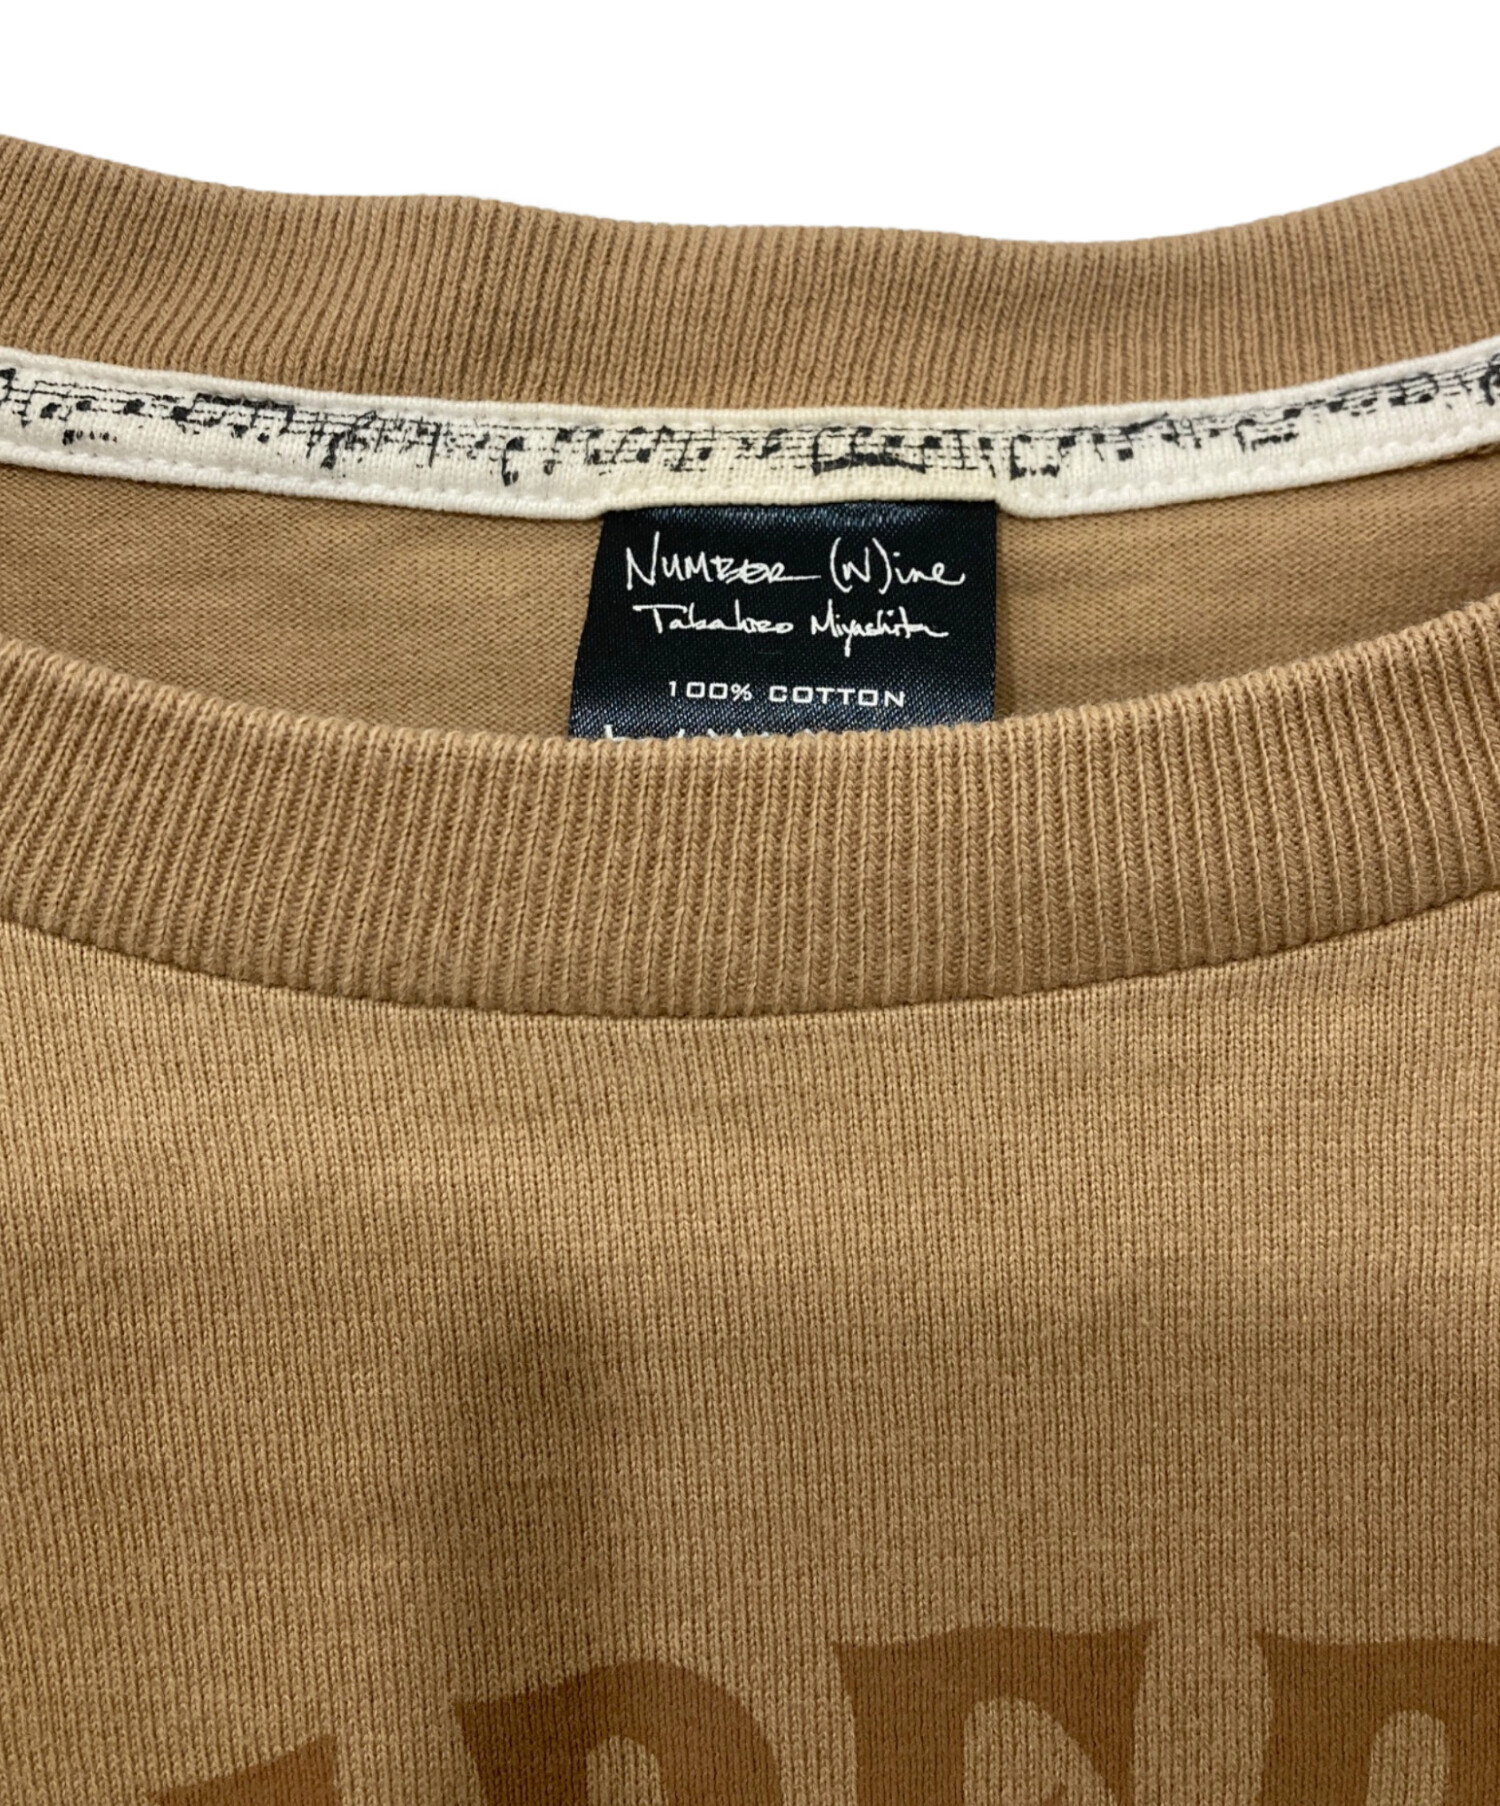 NUMBER (N)ine
Takahiro Miyashita
100% COTTON